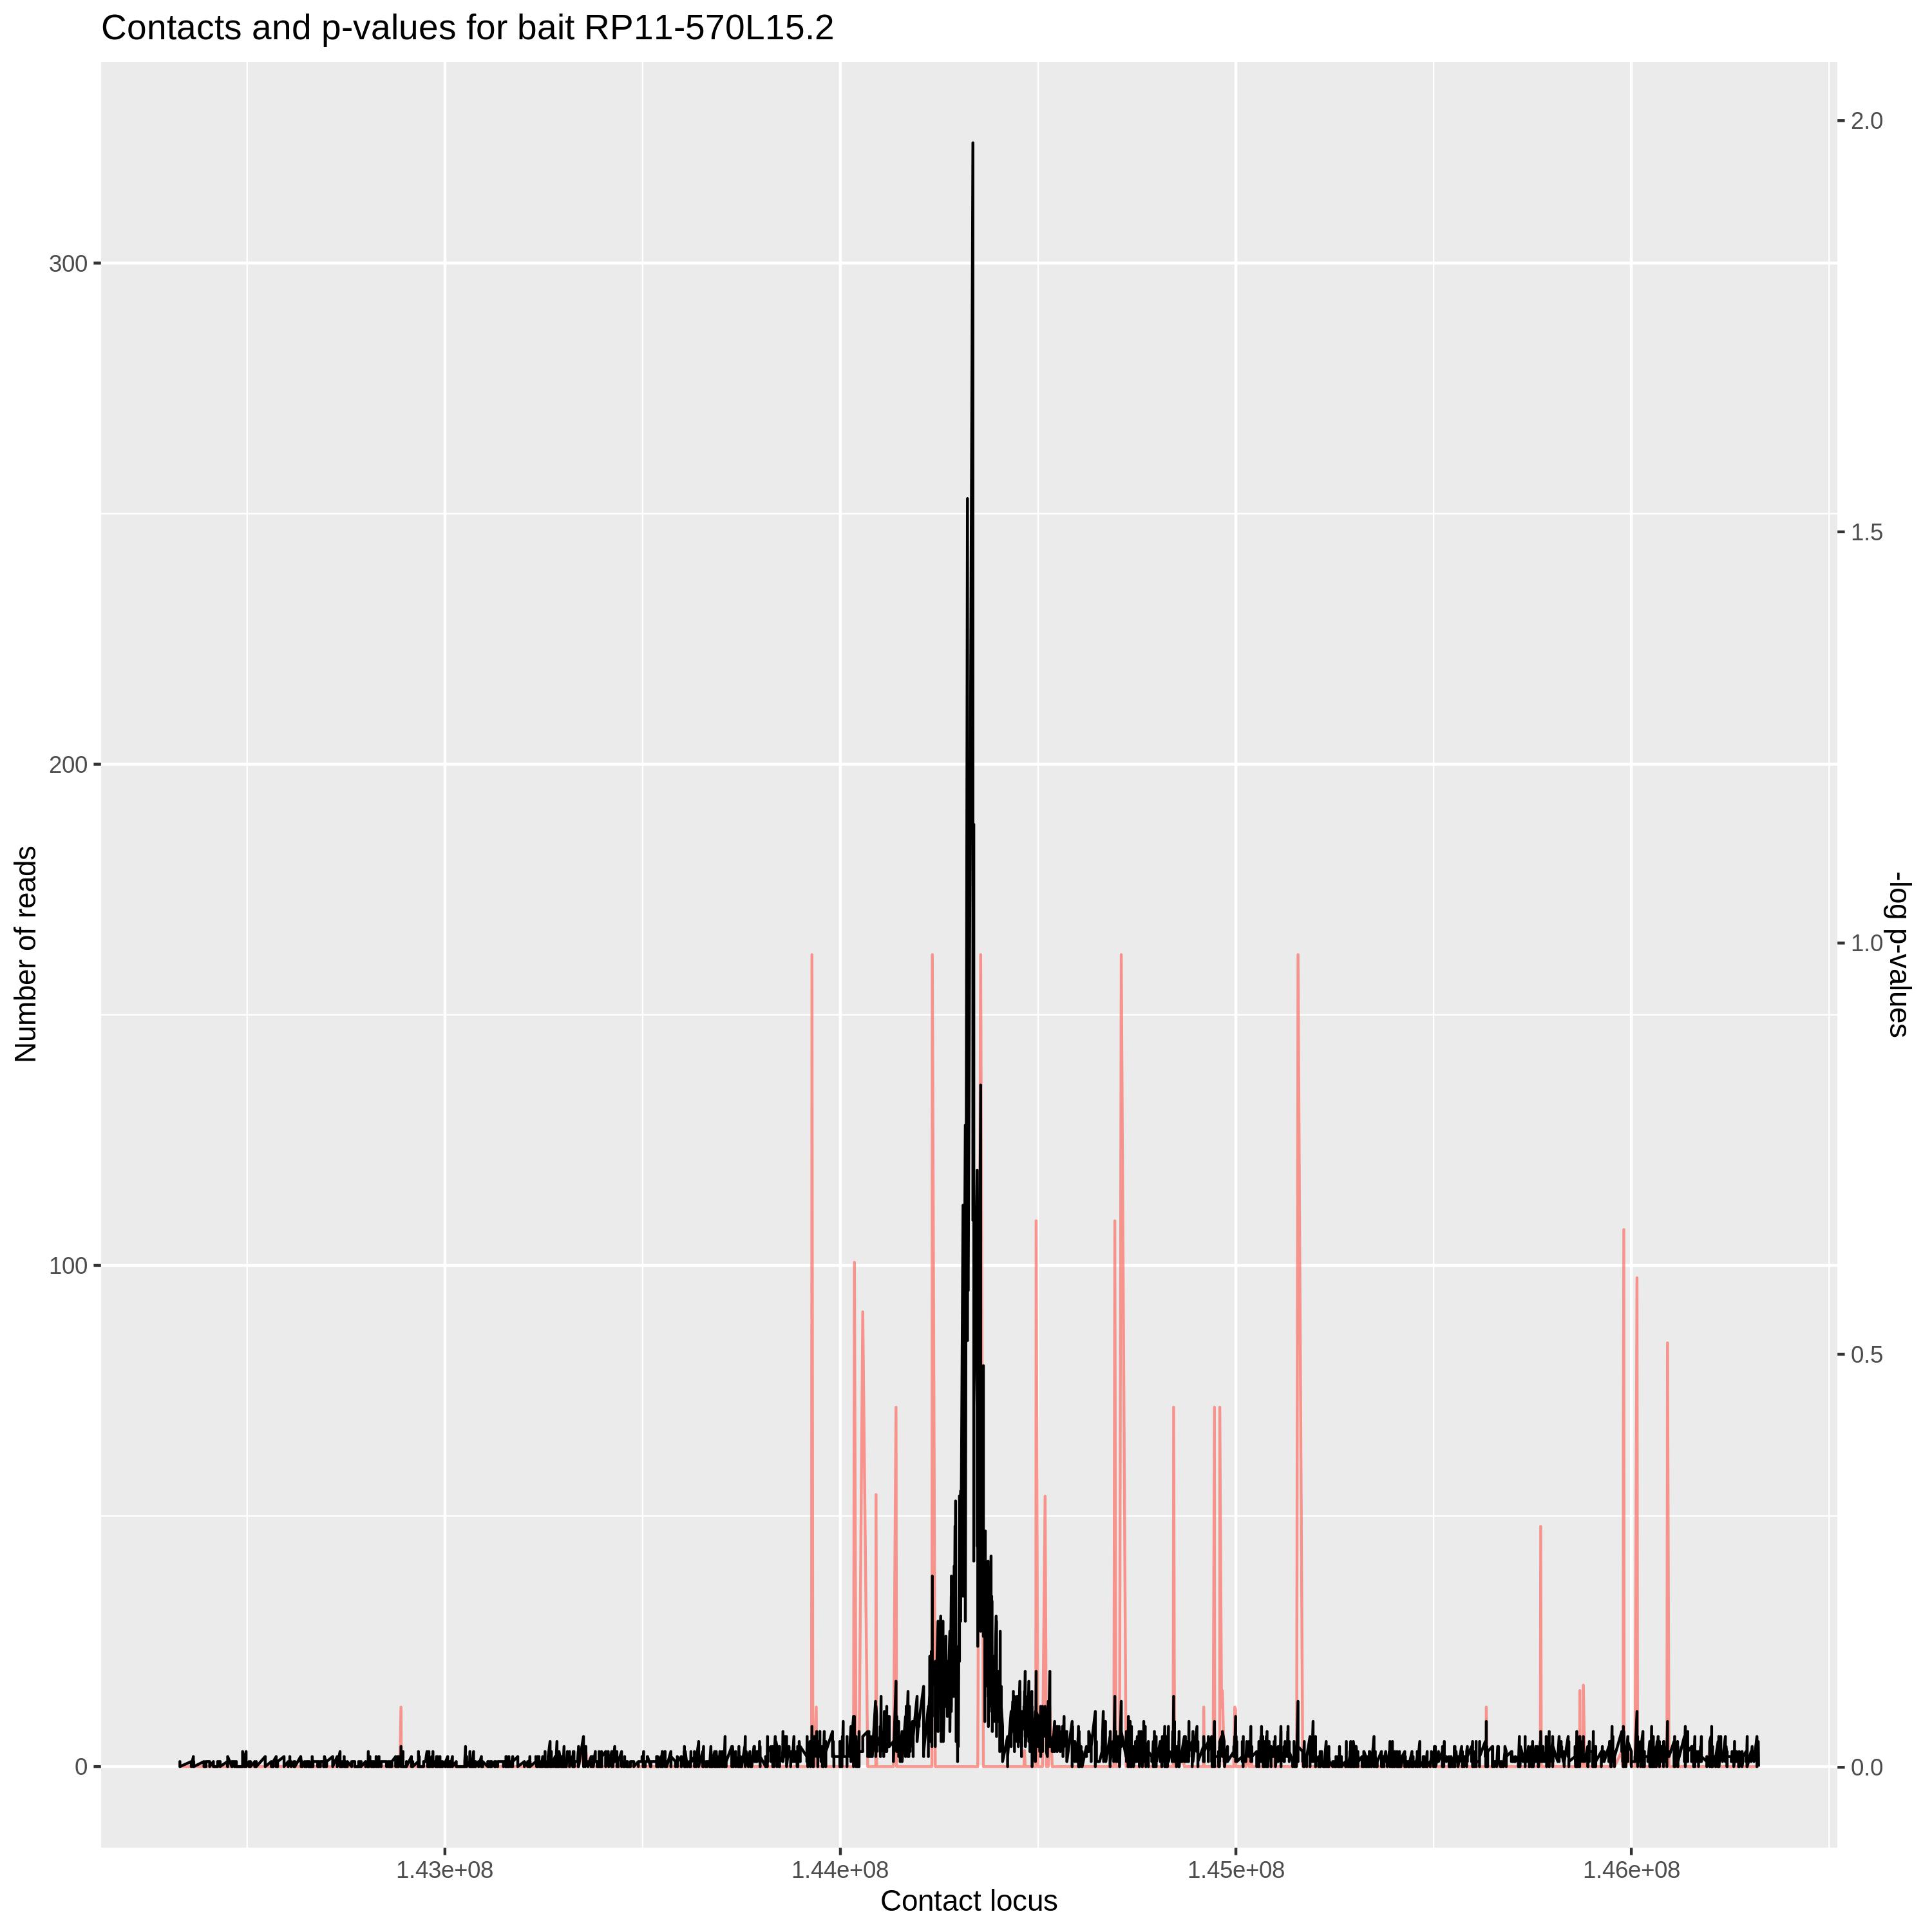 Contacts and p-values for bait RP11-570L15.2
Number of reads
300
200
100
0
2.0
1.5
1.0
0.5
0.0
-log p-values
1.43e+08 1.44e+08 1.45e+08 1.46e+08
Contact locus